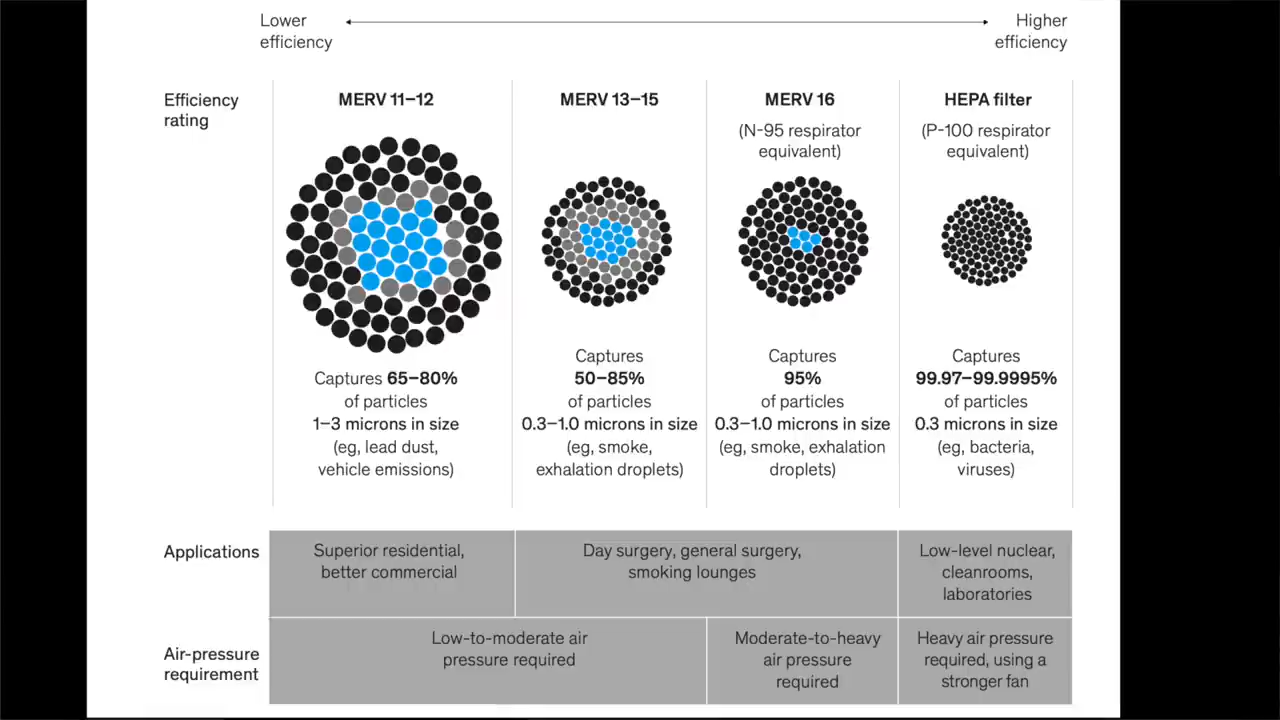 Lower
efficiency
Higher
efficiency
Efficiency
rating
MERV 11–12
MERV 13–15
MERV 16
(N-95 respirator
equivalent)
HEPA filter
(P-100 respirator
equivalent)
Captures 65–80%
of particles
1–3 microns in size
(eg, lead dust,
vehicle emissions)
Captures
50–85%
of particles
0.3–1.0 microns in size
(eg, smoke,
exhalation droplets)
Captures
95%
of particles
0.3–1.0 microns in size
(eg, smoke, exhalation
droplets)
Captures
99.97–99.9995%
of particles
0.3 microns in size
(eg, bacteria,
viruses)
Applications
Superior residential,
better commercial
Day surgery, general surgery,
smoking lounges
Low-level nuclear,
cleanrooms,
laboratories
Air-pressure
requirement
Low-to-moderate air
pressure required
Moderate-to-heavy
air pressure
required
Heavy air pressure
required, using a
stronger fan